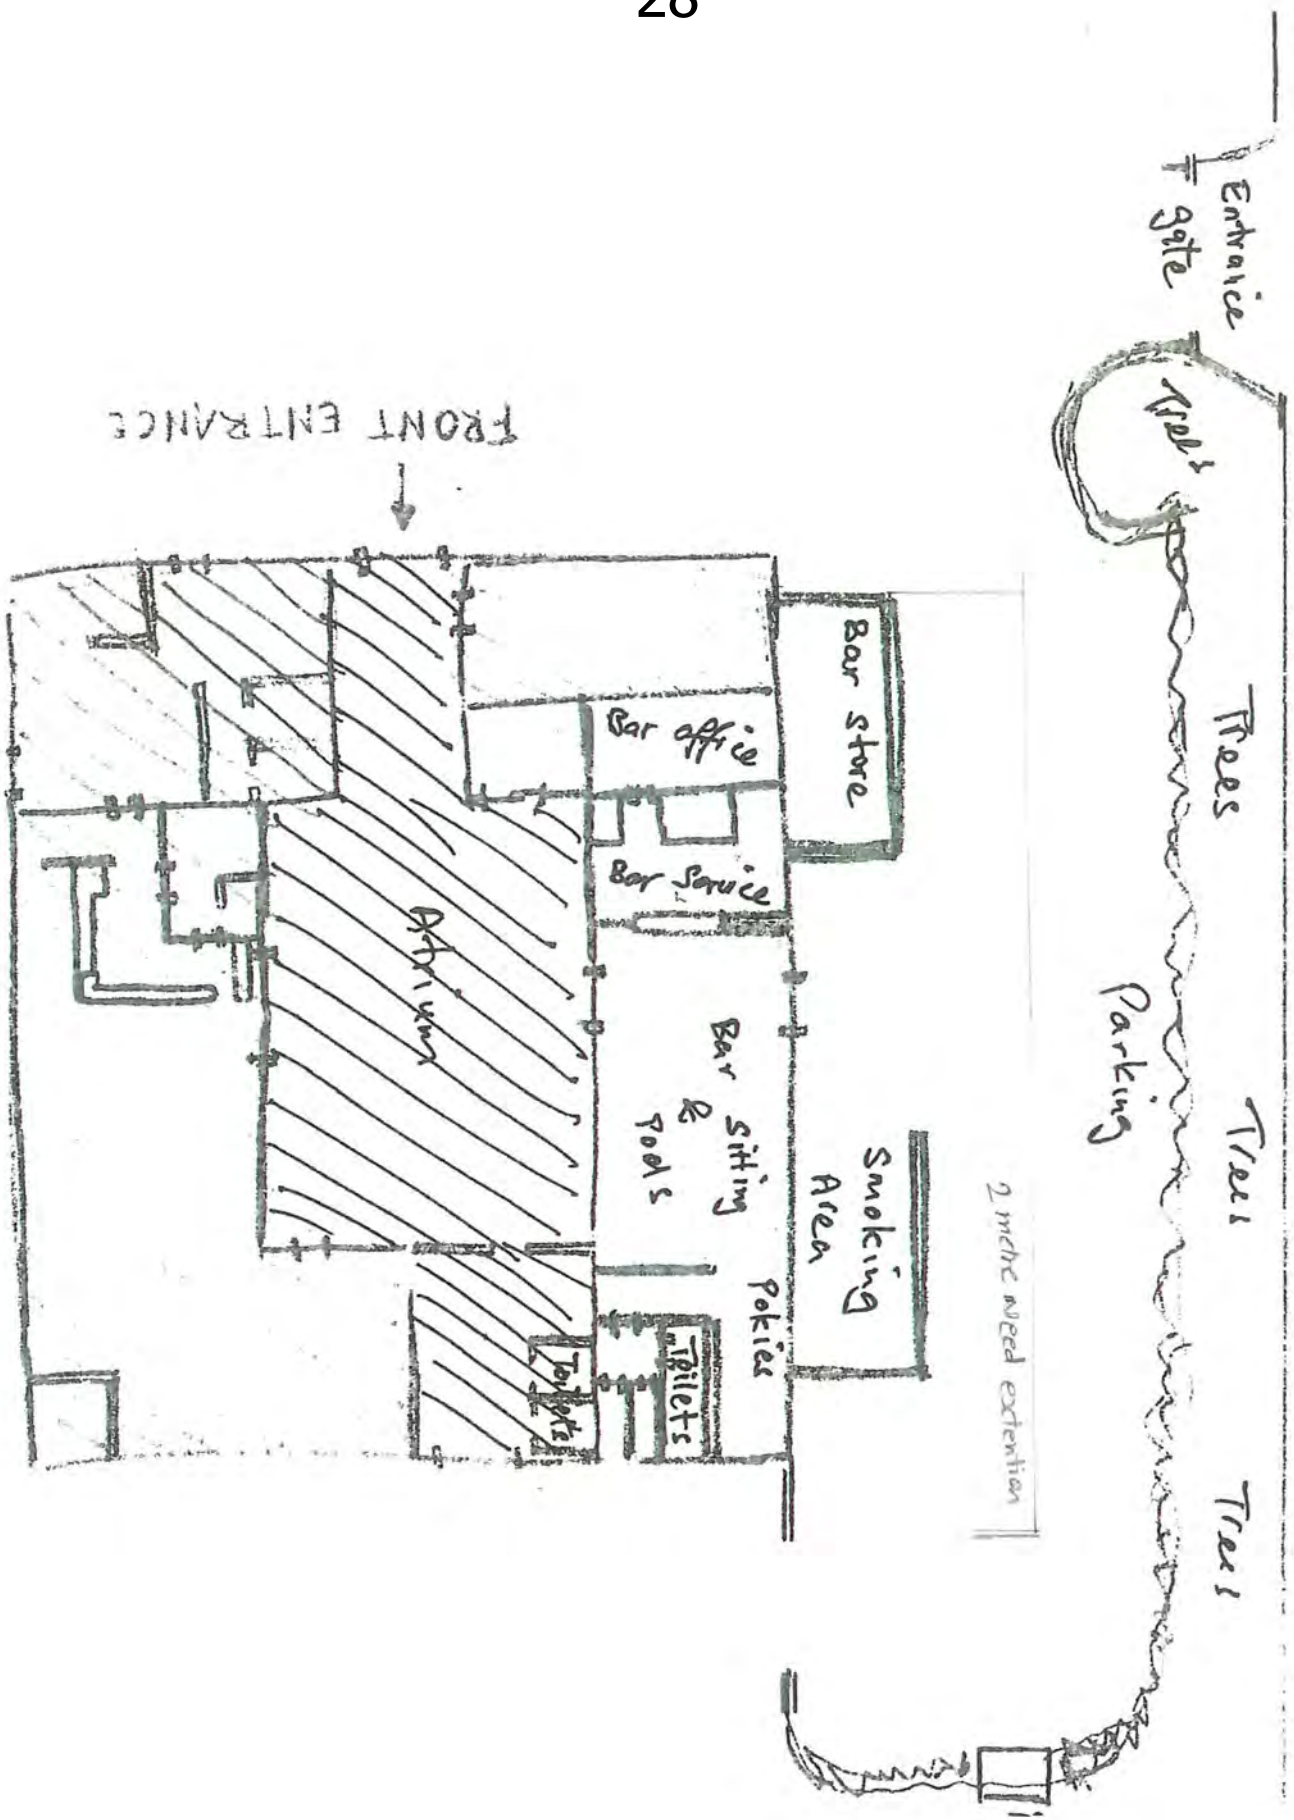 28
Entrance
gate
Trees
FRONT ENTRANCE
Bar store
Bar office
Bar Service
Trees
Atrium
Bar Sitting
&
Pods
Parking
Smoking
Area
Trees
2 metre need extention
Pokies
Toilets
Toilets
Trees